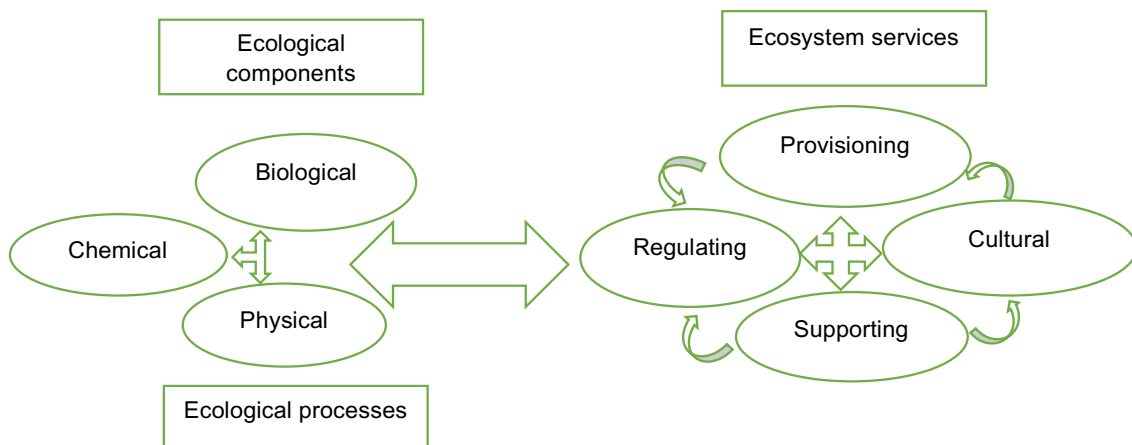 Ecological
components
Ecosystem services
Biological
Chemical
Physical
Ecological processes
Provisioning
Regulating
Cultural
Supporting